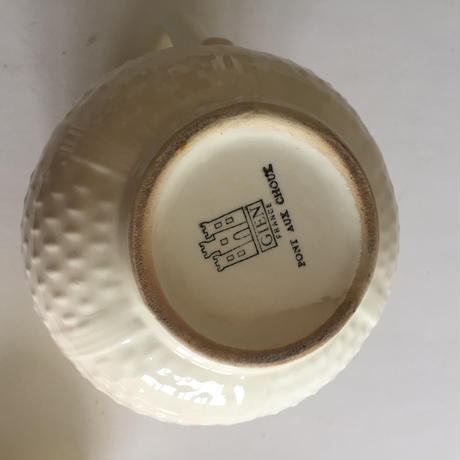 GIEN
FRANCE
PONT AUX CHOUX